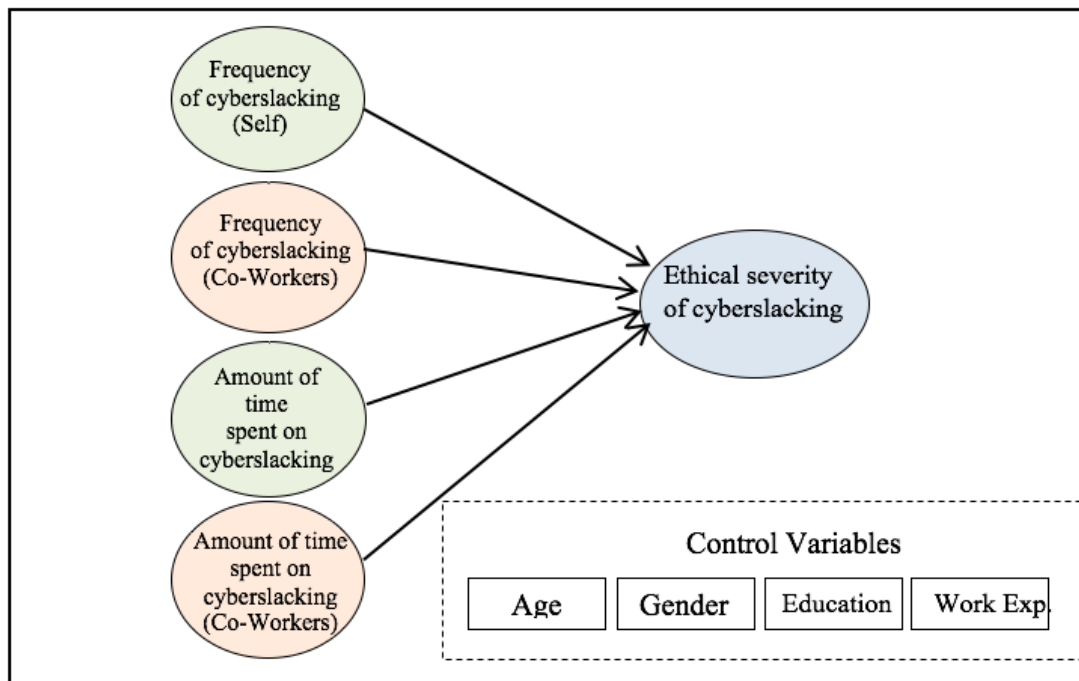 Frequency
of cyberslacking
(Self)
Frequency
of cyberslacking
(Co-Workers)
Amount of
time
spent on
cyberslacking
Amount of time
spent on
cyberslacking
(Co-Workers)
Ethical severity
of cyberslacking
Control Variables
Age
Gender
Education
Work Exp.